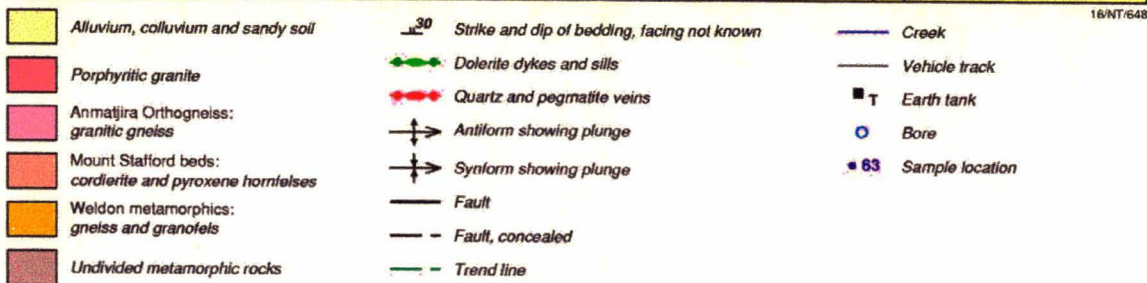 16/NT/648
Alluvium, colluvium and sandy soil
Porphyritic granite
Anmatjira Orthogneiss:
granitic gneiss
Mount Stafford beds:
cordierite and pyroxene hornfelses
Weldon metamorphics:
gneiss and granofels
Undivided metamorphic rocks
30
Strike and dip of bedding, facing not known
Dolerite dykes and sills
Quartz and pegmatite veins
Antiform showing plunge
Synform showing plunge
Fault
Fault, concealed
Trend line
Creek
Vehicle track
T Earth tank
Bore
63 Sample location